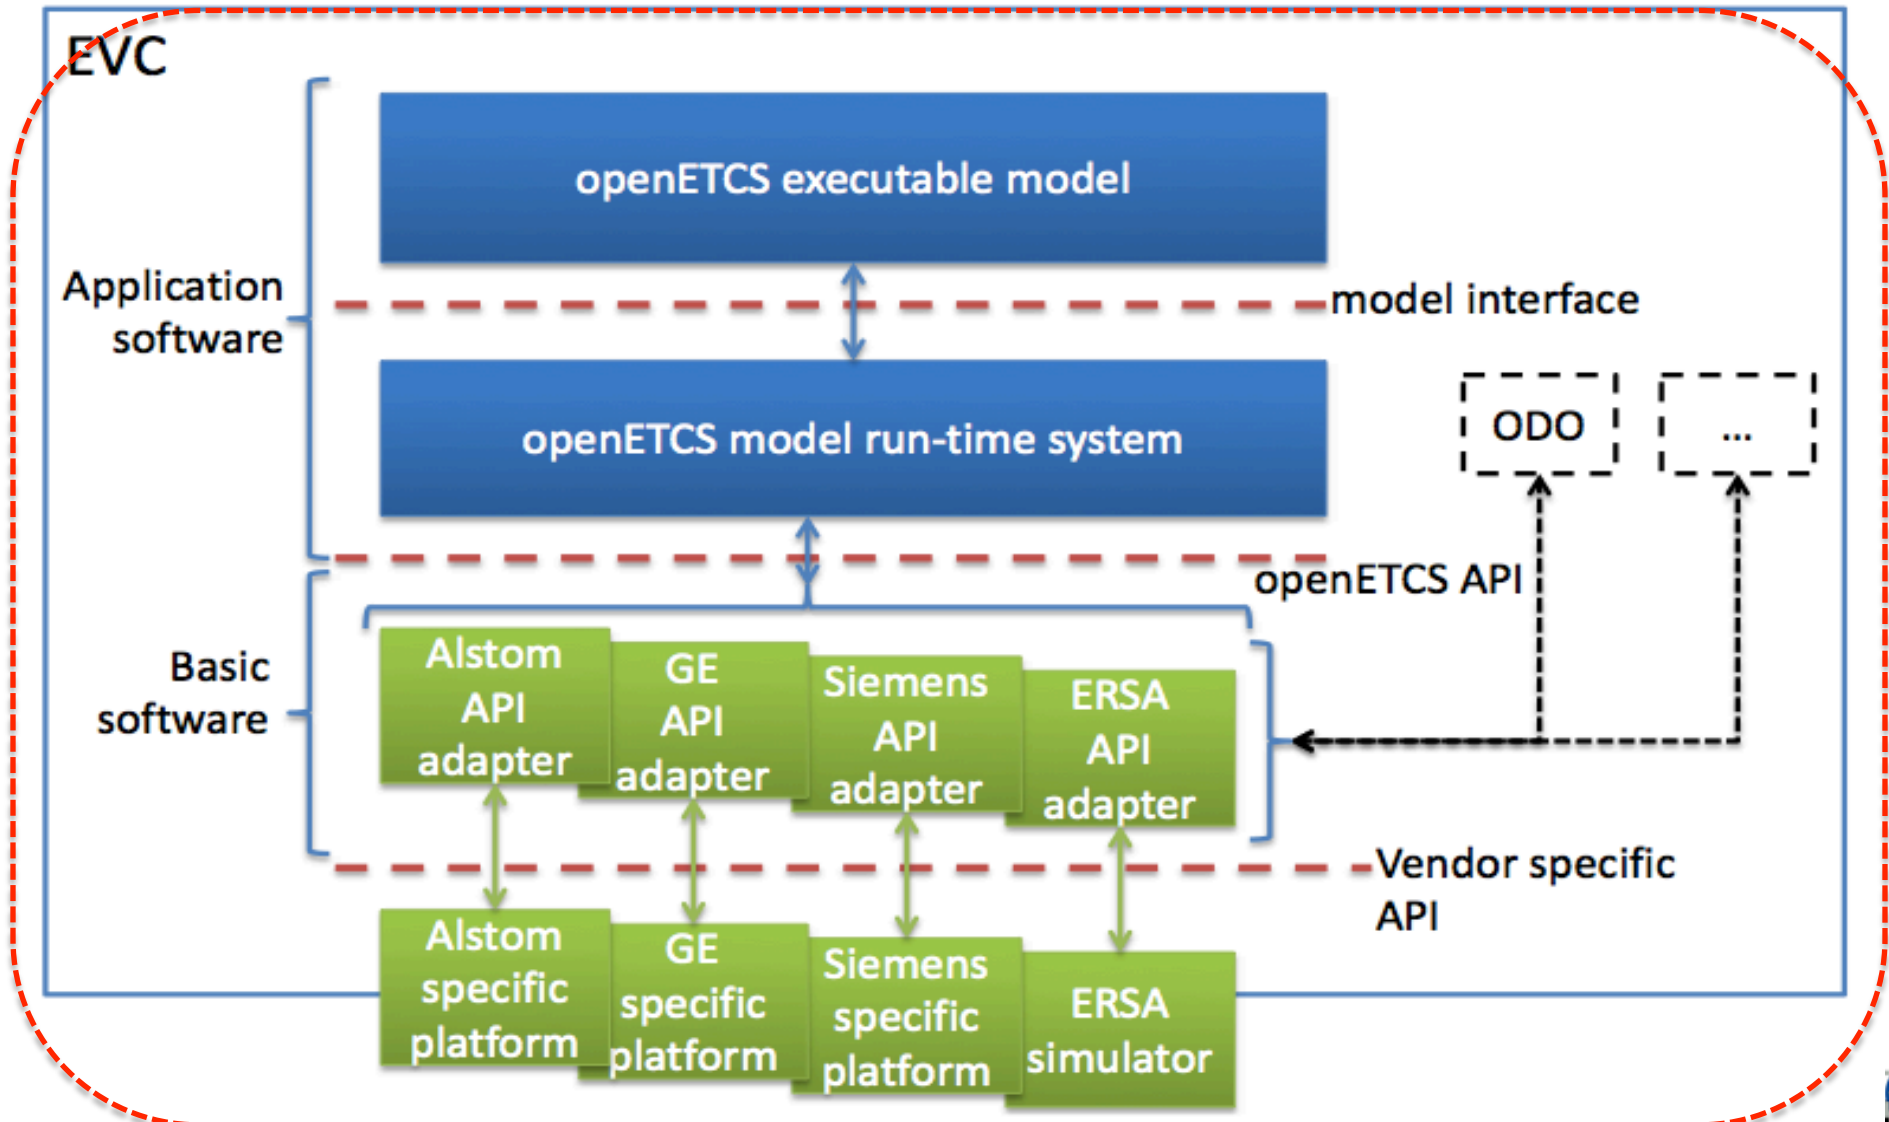 EVC
openETCS executable model
Application
software
model interface
openETCS model run-time system
ODO
...
openETCS API
Basic
software
Alstom
API
adapter
GE
API
adapter
Siemens
API
adapter
ERSA
API
adapter
Vendor specific
API
Alstom
specific
platform
GE
specific
platform
Siemens
specific
platform
ERSA
simulator